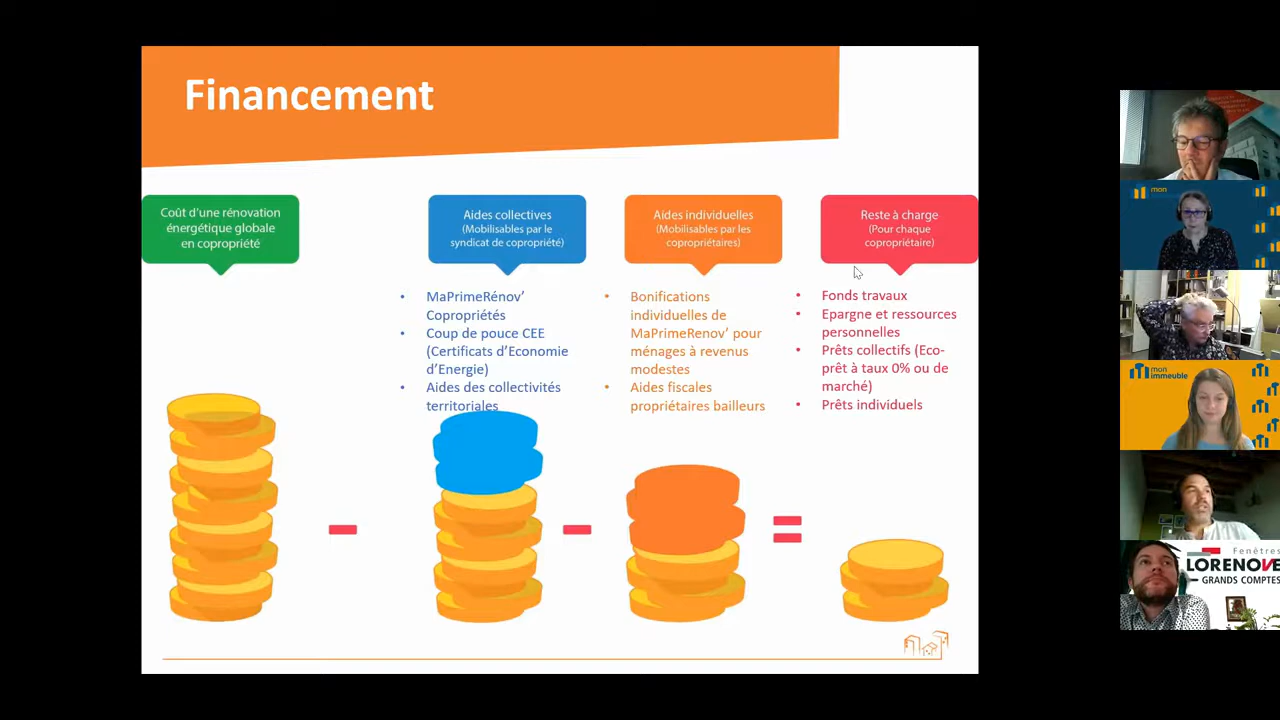 Financement
Coût d'une rénovation
énergétique globale
en copropriété
Aides collectives
(Mobilisables par le
syndicat de copropriété)
Aides individuelles
(Mobilisables par les
copropriétaires)
Reste à charge
(Pour chaque
copropriétaire)
• MaPrimeRénov'
Copropriétés
• Coup de pouce CEE
(Certificats d'Economie
d'Energie)
• Aides des collectivités
territoriales
• Bonifications
individuelles de
MaPrimeRenov' pour
ménages à revenus
modestes
• Aides fiscales
propriétaires bailleurs
• Fonds travaux
• Epargne et ressources
personnelles
• Prêts collectifs (Eco-
prêt à taux 0% ou de
marché)
• Prêts individuels
mon
mon
immeuble
Fenêtres
LORENOVE
GRANDS COMPTES